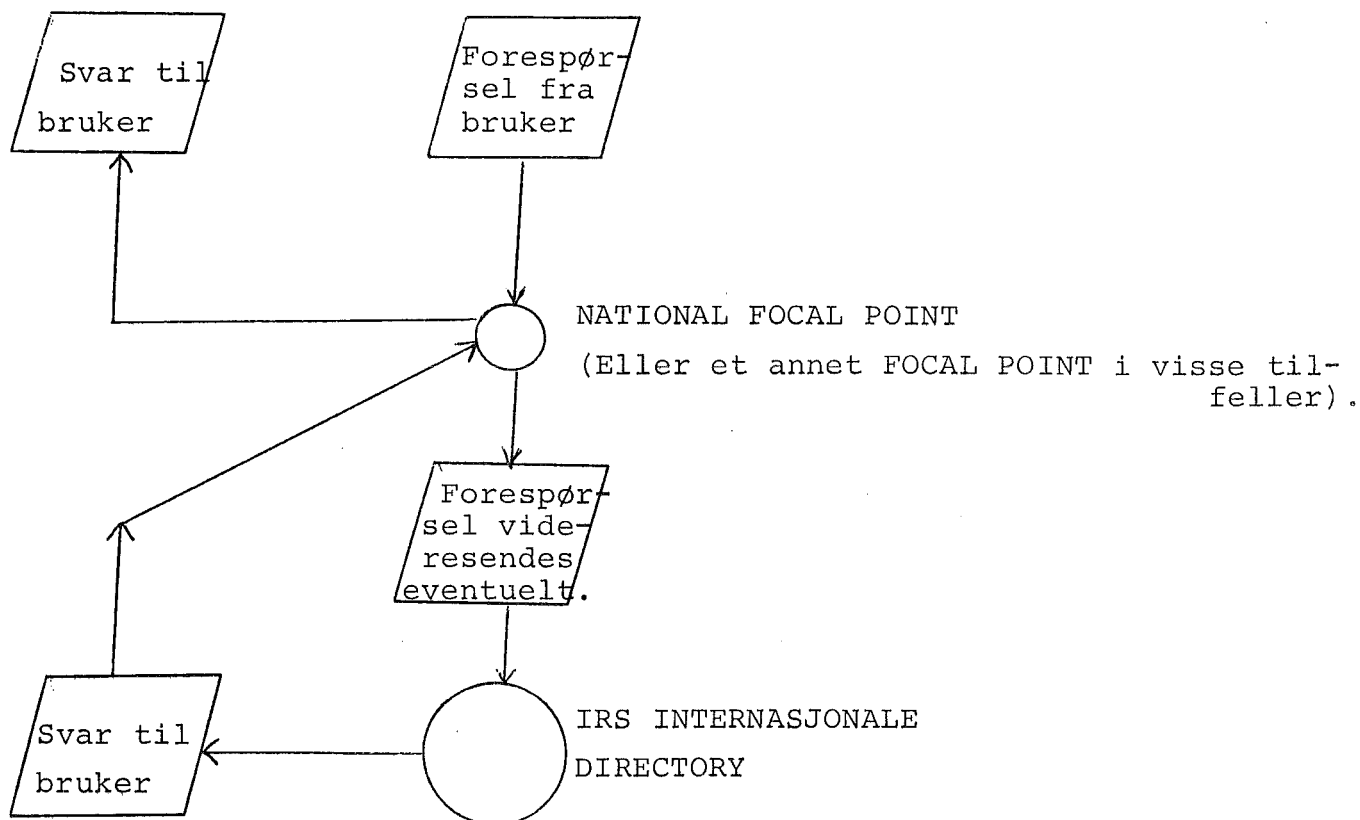 Svar til
bruker
Forespør-
sel fra
bruker
NATIONAL FOCAL POINT
(Eller et annet FOCAL POINT i visse til-
feller).
Forespør-
sel vide-
resendes
eventuelt.
Svar til
bruker
IRS INTERNASJONALE
DIRECTORY